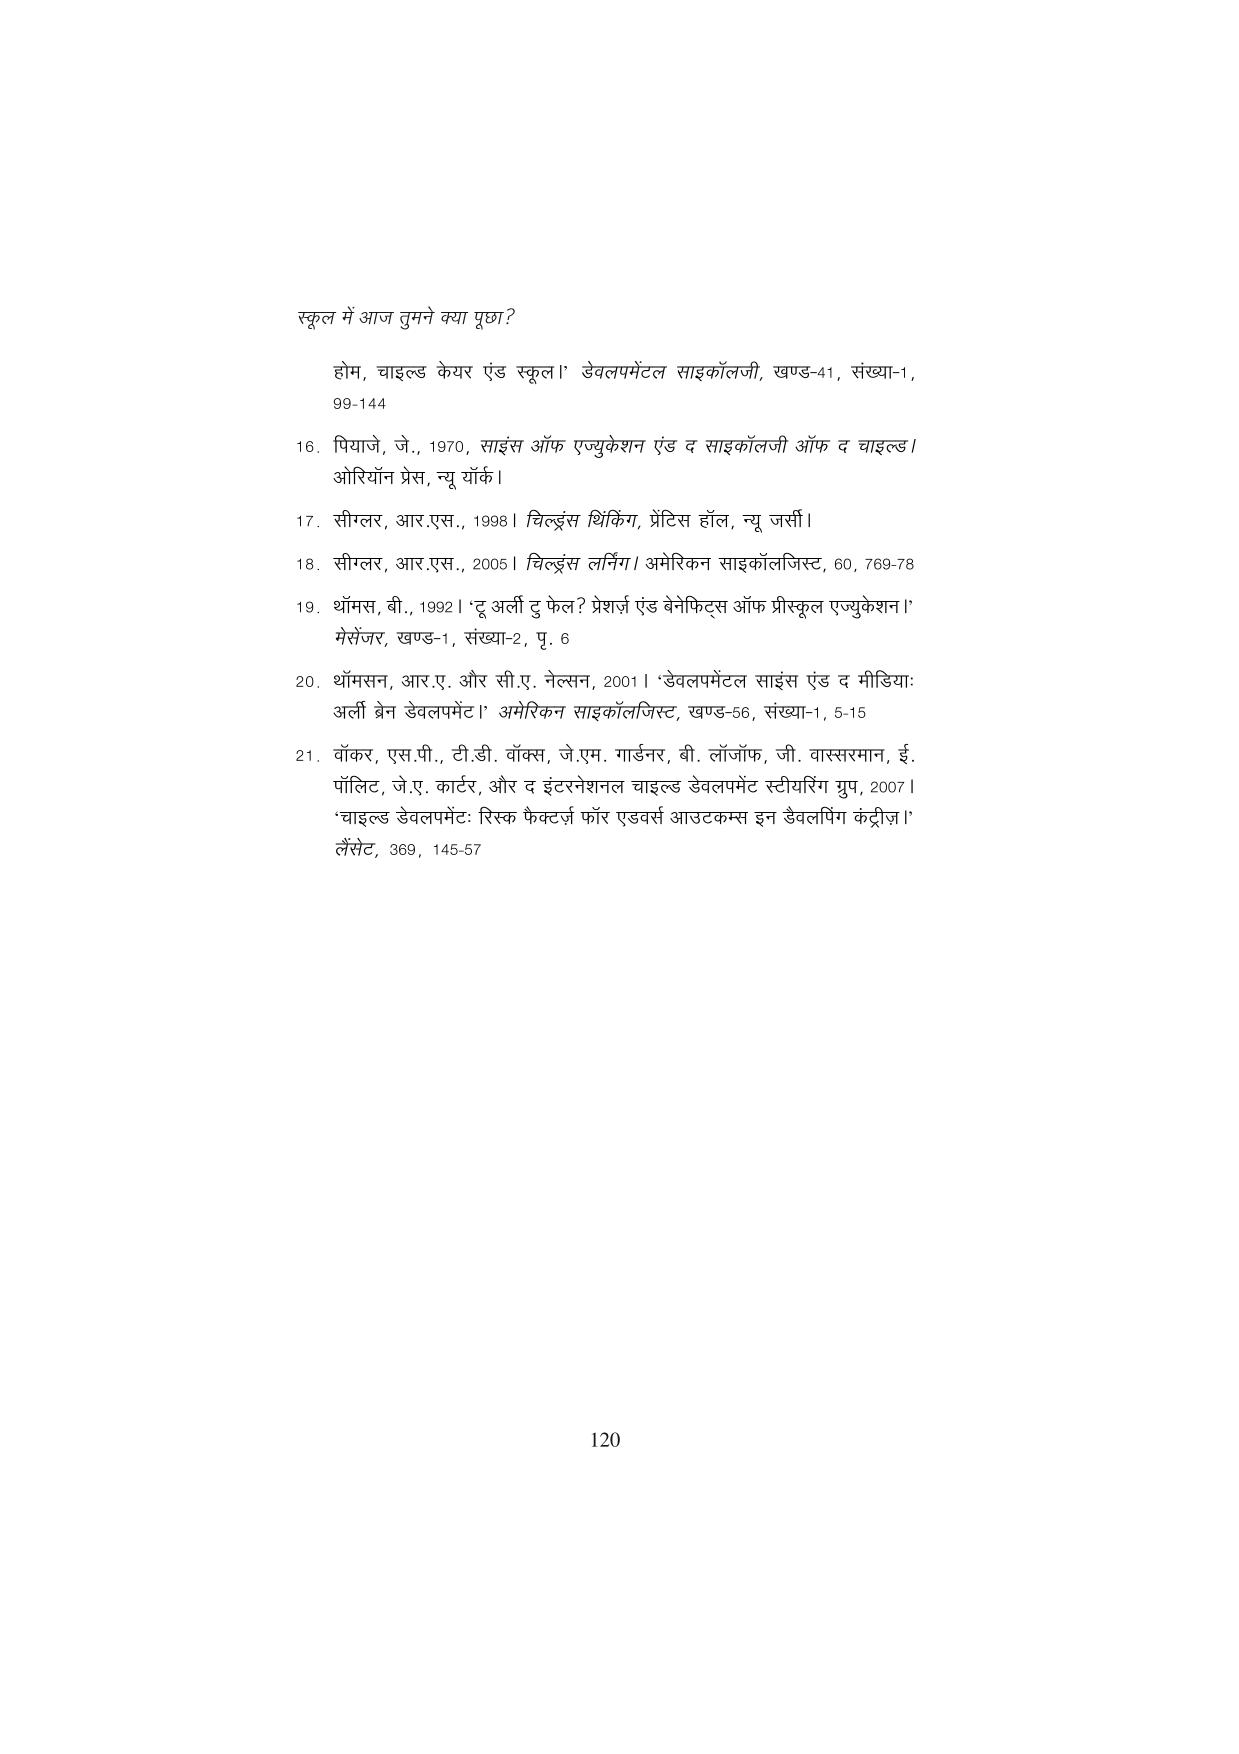 स्कूल में आज तुमने क्या पूछा?
होम, चाइल्ड केयर एंड स्कूल।’ डेवलपमेंटल साइकॉलजी, खण्ड-41, संख्या-1,
99-144
16. पियाजे, जे., 1970, साइंस ऑफ एज्युकेशन एंड द साइकॉलजी ऑफ द चाइल्ड।
ओरियॉन प्रेस, न्यू यॉर्क।
17. सीग्लर, आर.एस., 1998। चिल्ड्रंस थिंकिंग, प्रेंटिस हॉल, न्यू जर्सी।
18. सीग्लर, आर.एस., 2005। चिल्ड्रंस लर्निंग। अमेरिकन साइकॉलजिस्ट, 60, 769-78
19. थॉमस, बी., 1992। ‘टू अर्ली टु फेल? प्रेशर्ज़ एंड बेनेफिट्स ऑफ प्रीस्कूल एज्युकेशन।’
मेसेंजर, खण्ड-1, संख्या-2, पृ. 6
20. थॉमसन, आर.ए. और सी.ए. नेल्सन, 2001। ‘डेवलपमेंटल साइंस एंड द मीडियाः
अर्ली ब्रेन डेवलपमेंट।’ अमेरिकन साइकॉलजिस्ट, खण्ड-56, संख्या-1, 5-15
21. वॉकर, एस.पी., टी.डी. वॉक्स, जे.एम. गार्डनर, बी. लॉजॉफ, जी. वास्सरमान, ई.
पॉलिट, जे.ए. कार्टर, और द इंटरनेशनल चाइल्ड डेवलपमेंट स्टीयरिंग ग्रुप, 2007।
‘चाइल्ड डेवलपमेंटः रिस्क फैक्टर्ज़ फॉर एडवर्स आउटकम्स इन डैवलपिंग कंट्रीज़।’
लैंसेट, 369, 145-57
120